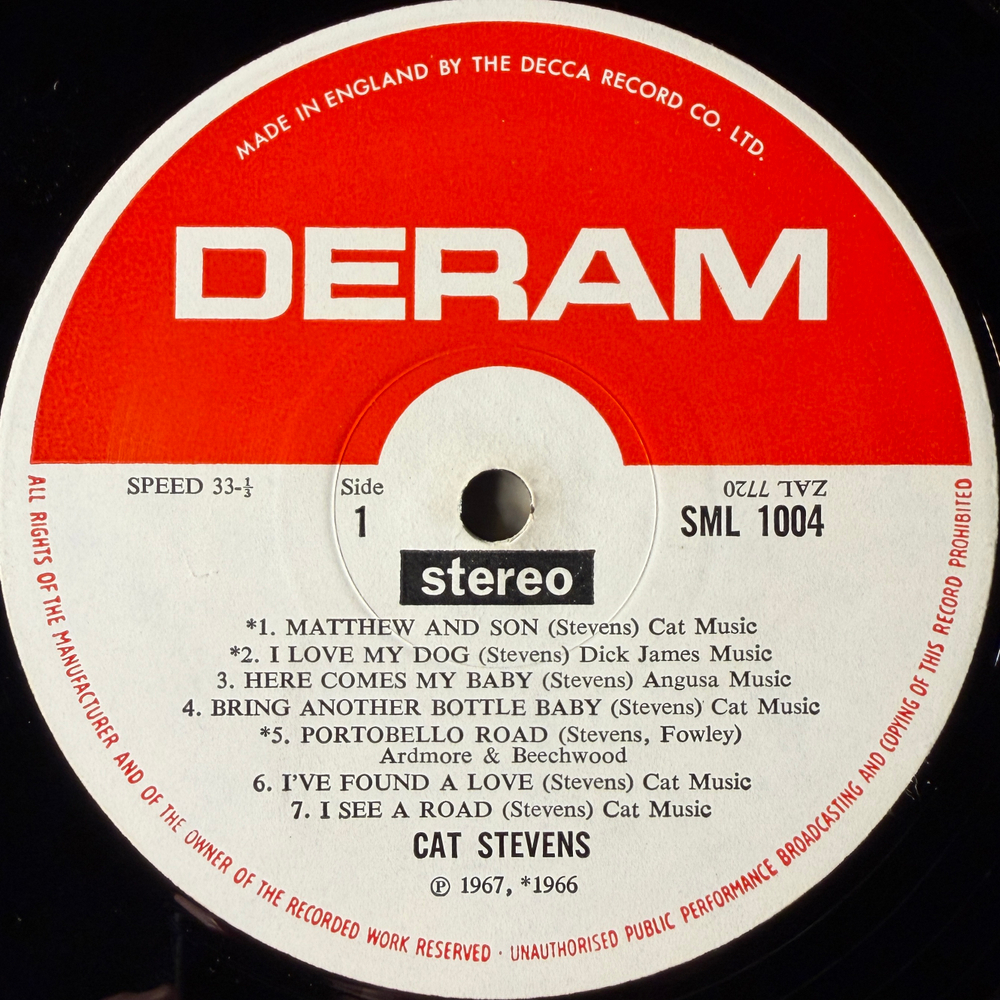 MADE IN ENGLAND BY THE DECCA RECORD CO. LTD.
DERAM
SPEED 33-⅓
Side
1
ZAL 7720
SML 1004
stereo
*1. MATTHEW AND SON (Stevens) Cat Music
*2. I LOVE MY DOG (Stevens) Dick James Music
3. HERE COMES MY BABY (Stevens) Angusa Music
4. BRING ANOTHER BOTTLE BABY (Stevens) Cat Music
*5. PORTOBELLO ROAD (Stevens, Fowley)
Ardmore & Beechwood
6. I'VE FOUND A LOVE (Stevens) Cat Music
7. I SEE A ROAD (Stevens) Cat Music
CAT STEVENS
℗ 1967, *1966
ALL RIGHTS OF THE MANUFACTURER AND OF THE OWNER OF THE RECORDED WORK RESERVED · UNAUTHORISED PUBLIC PERFORMANCE BROADCASTING AND COPYING OF THIS RECORD PROHIBITED